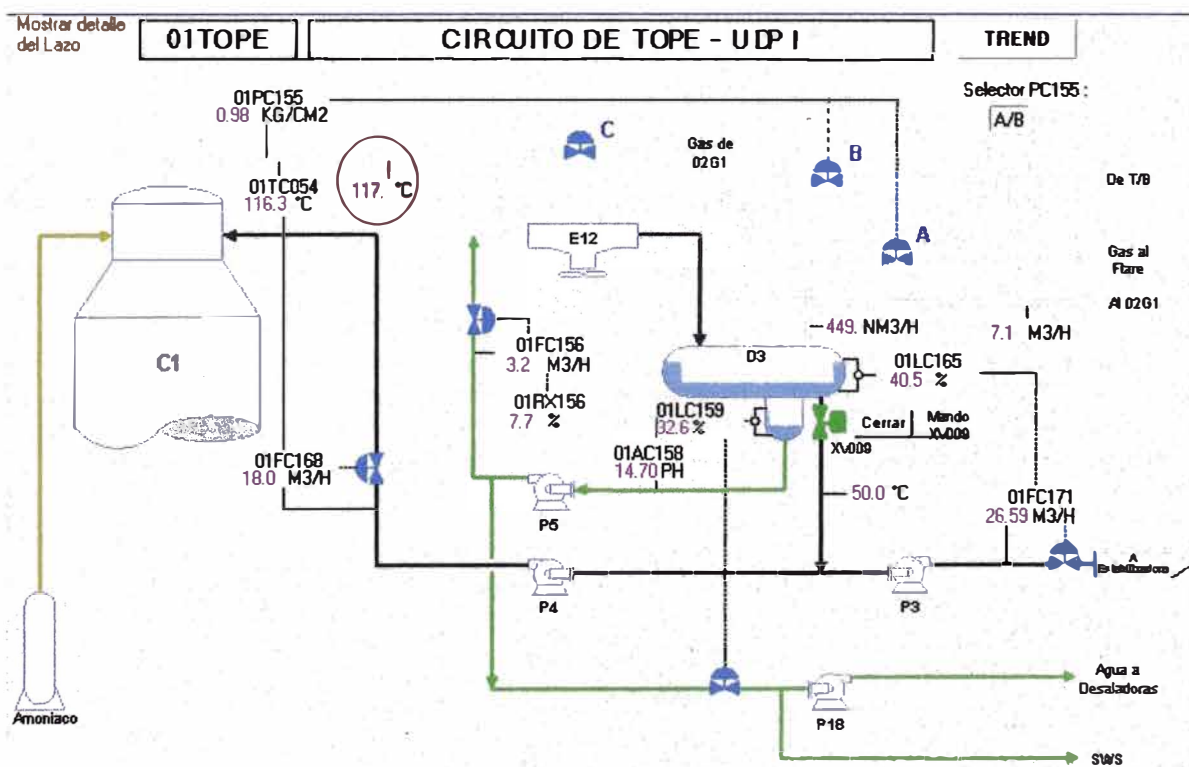 Mostrar detalle
del Lazo
01TOPE
CIRCUITO DE TOPE - UDP I
TREND
01PC155
0.98 KG/CM2
Selector PC155 :
A/B
C
Gas de
02G1
B
01TC054
116.3 °C
117. °C
De T/B
E12
A
Gas al
Flare
Al 02G1
449. NM3/H
7.1 M3/H
01FC156
3.2 M3/H
D3
01LC165
40.5 %
C1
01RX156
7.7 %
01LC159
32.6 %
Cerrar
Mando
XV009
XV009
01AC158
14.70 PH
01FC168
18.0 M3/H
50.0 °C
01FC171
26.59 M3/H
P5
A
P4
P3
Agua a
Desaladoras
Amoniaco
P18
SWS